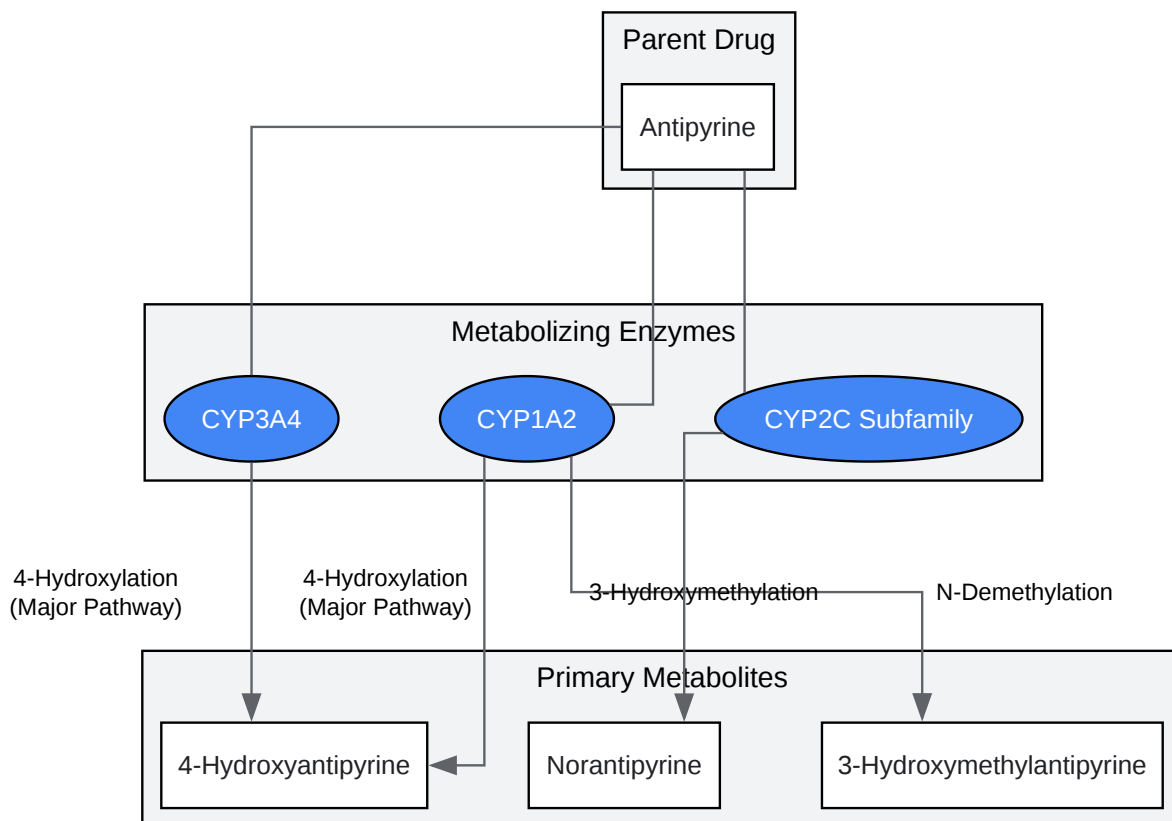 Parent Drug
Antipyrine
Metabolizing Enzymes
CYP3A4
CYP1A2
CYP2C Subfamily
4-Hydroxylation
(Major Pathway)
4-Hydroxylation
(Major Pathway)
3-Hydroxymethylation
N-Demethylation
Primary Metabolites
4-Hydroxyantipyrine
Norantipyrine
3-Hydroxymethylantipyrine